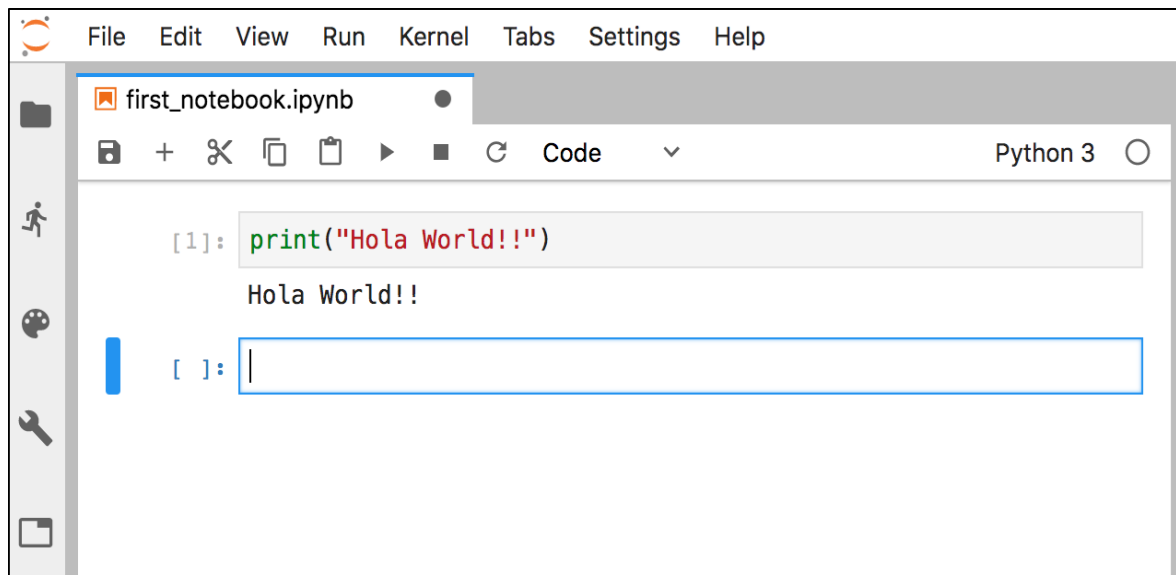 File Edit View Run Kernel Tabs Settings Help
first_notebook.ipynb
Code Python 3
[1]: print("Hola World!!")
Hola World!!
[ ]: